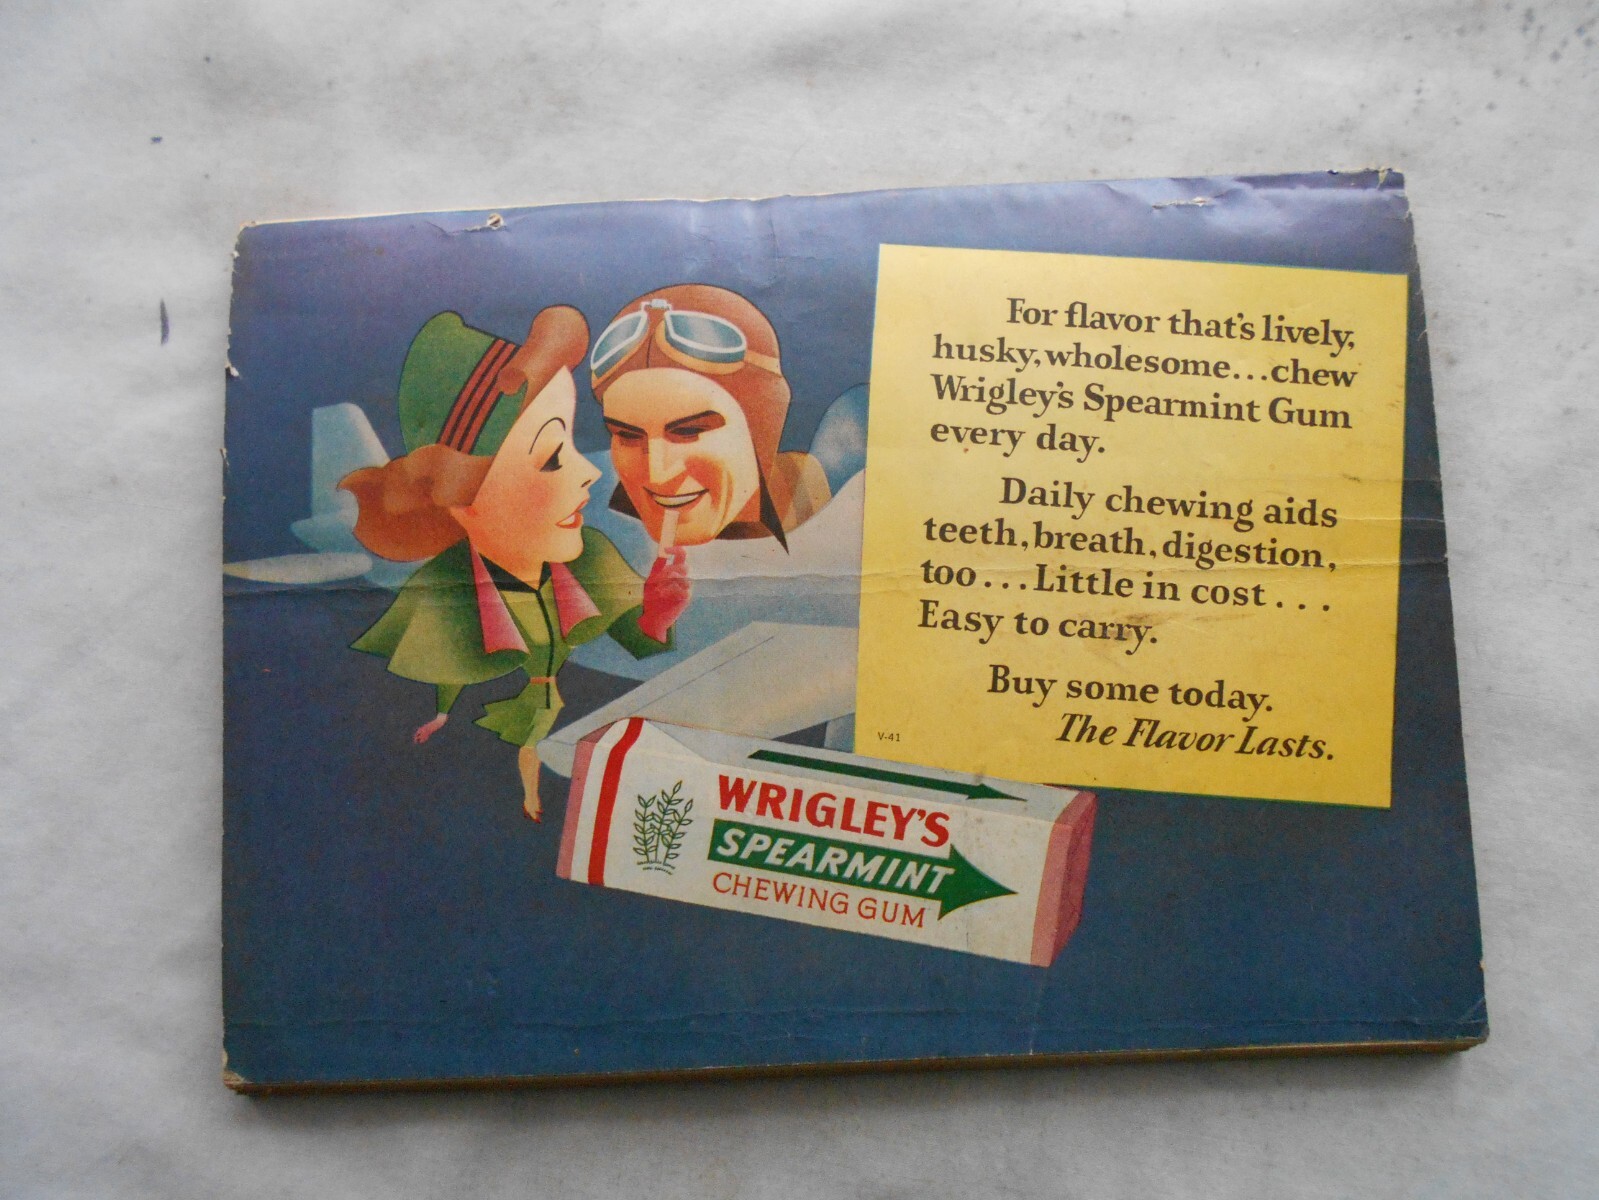 For flavor that's lively,
husky, wholesome...chew
Wrigley's Spearmint Gum
every day.
Daily chewing aids
teeth, breath, digestion,
too...Little in cost...
Easy to carry.
Buy some today.
The Flavor Lasts.
V-41
WRIGLEY'S
SPEARMINT
CHEWING GUM